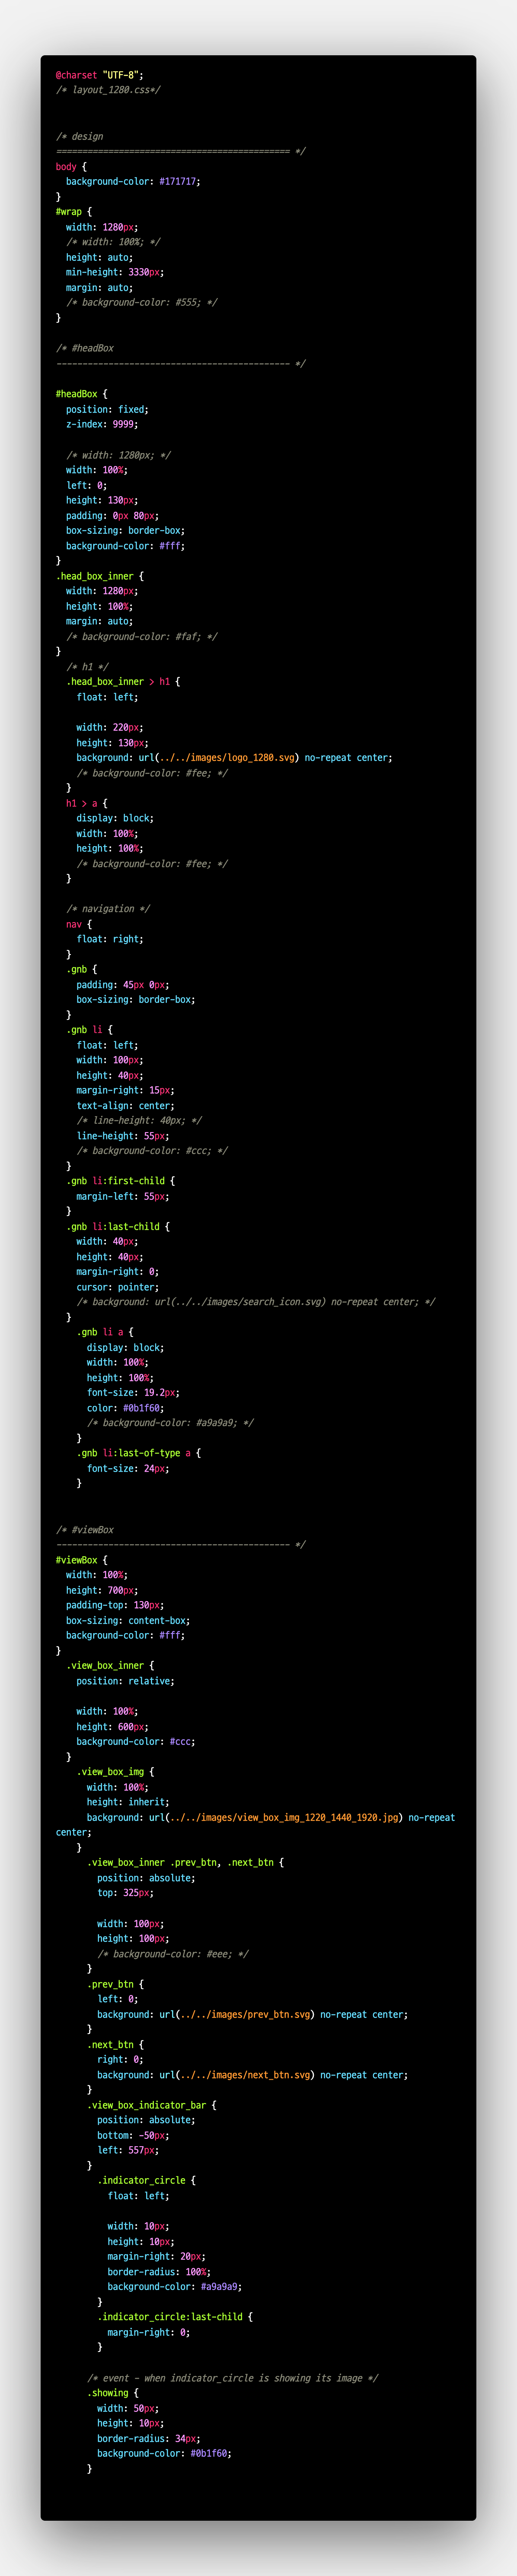 @charset "UTF-8";
/* layout_1280.css*/
/* design
============================================= */
body {
  background-color: #171717;
}
#wrap {
  width: 1280px;
  /* width: 100%; */
  height: auto;
  min-height: 3330px;
  margin: auto;
  /* background-color: #555; */
}
/* #headBox
--------------------------------------------- */
#headBox {
  position: fixed;
  z-index: 9999;
  /* width: 1280px; */
  width: 100%;
  left: 0;
  height: 130px;
  padding: 0px 80px;
  box-sizing: border-box;
  background-color: #fff;
}
.head_box_inner {
  width: 1280px;
  height: 100%;
  margin: auto;
  /* background-color: #faf; */
}
  /* h1 */
  .head_box_inner > h1 {
    float: left;
    width: 220px;
    height: 130px;
    background: url(../../images/logo_1280.svg) no-repeat center;
    /* background-color: #fee; */
  }
  h1 > a {
    display: block;
    width: 100%;
    height: 100%;
    /* background-color: #fee; */
  }
  /* navigation */
  nav {
    float: right;
  }
  .gnb {
    padding: 45px 0px;
    box-sizing: border-box;
  }
  .gnb li {
    float: left;
    width: 100px;
    height: 40px;
    margin-right: 15px;
    text-align: center;
    /* line-height: 40px; */
    line-height: 55px;
    /* background-color: #ccc; */
  }
  .gnb li:first-child {
    margin-left: 55px;
  }
  .gnb li:last-child {
    width: 40px;
    height: 40px;
    margin-right: 0;
    cursor: pointer;
    /* background: url(../../images/search_icon.svg) no-repeat center; */
  }
    .gnb li a {
      display: block;
      width: 100%;
      height: 100%;
      font-size: 19.2px;
      color: #0b1f60;
      /* background-color: #a9a9a9; */
    }
    .gnb li:last-of-type a {
      font-size: 24px;
    }
/* #viewBox
--------------------------------------------- */
#viewBox {
  width: 100%;
  height: 700px;
  padding-top: 130px;
  box-sizing: content-box;
  background-color: #fff;
}
  .view_box_inner {
    position: relative;
    width: 100%;
    height: 600px;
    background-color: #ccc;
  }
    .view_box_img {
      width: 100%;
      height: inherit;
      background: url(../../images/view_box_img_1220_1440_1920.jpg) no-repeat
center;
    }
      .view_box_inner .prev_btn, .next_btn {
        position: absolute;
        top: 325px;
        width: 100px;
        height: 100px;
        /* background-color: #eee; */
      }
      .prev_btn {
        left: 0;
        background: url(../../images/prev_btn.svg) no-repeat center;
      }
      .next_btn {
        right: 0;
        background: url(../../images/next_btn.svg) no-repeat center;
      }
      .view_box_indicator_bar {
        position: absolute;
        bottom: -50px;
        left: 557px;
      }
        .indicator_circle {
          float: left;
          width: 10px;
          height: 10px;
          margin-right: 20px;
          border-radius: 100%;
          background-color: #a9a9a9;
        }
        .indicator_circle:last-child {
          margin-right: 0;
        }
      /* event - when indicator_circle is showing its image */
      .showing {
        width: 50px;
        height: 10px;
        border-radius: 34px;
        background-color: #0b1f60;
      }